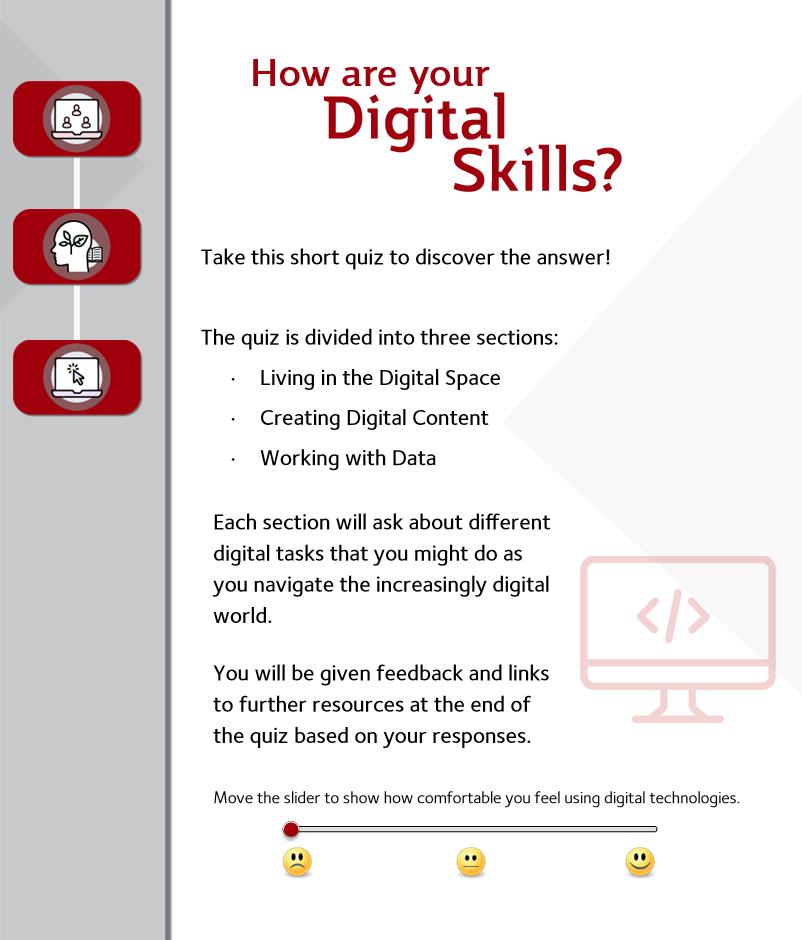 How are your
Digital
Skills?
Take this short quiz to discover the answer!
The quiz is divided into three sections:
· Living in the Digital Space
· Creating Digital Content
· Working with Data
Each section will ask about different
digital tasks that you might do as
you navigate the increasingly digital
world.
You will be given feedback and links
to further resources at the end of
the quiz based on your responses.
Move the slider to show how comfortable you feel using digital technologies.